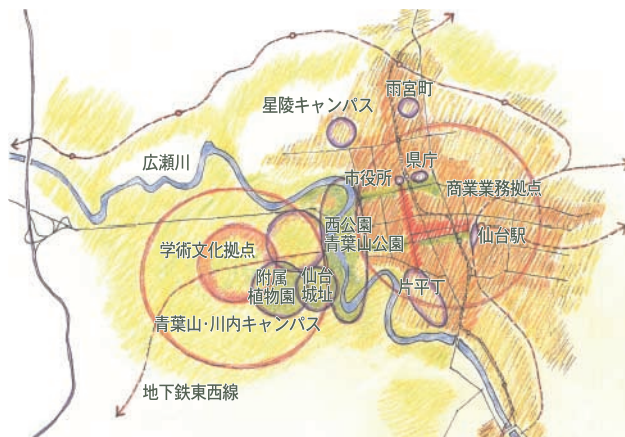 雨宮町
星陵キャンパス
広瀬川
県庁
市役所
商業業務拠点
西公園
青葉山公園
仙台駅
学術文化拠点
附属
植物園
仙台
城址
片平丁
青葉山・川内キャンパス
地下鉄東西線